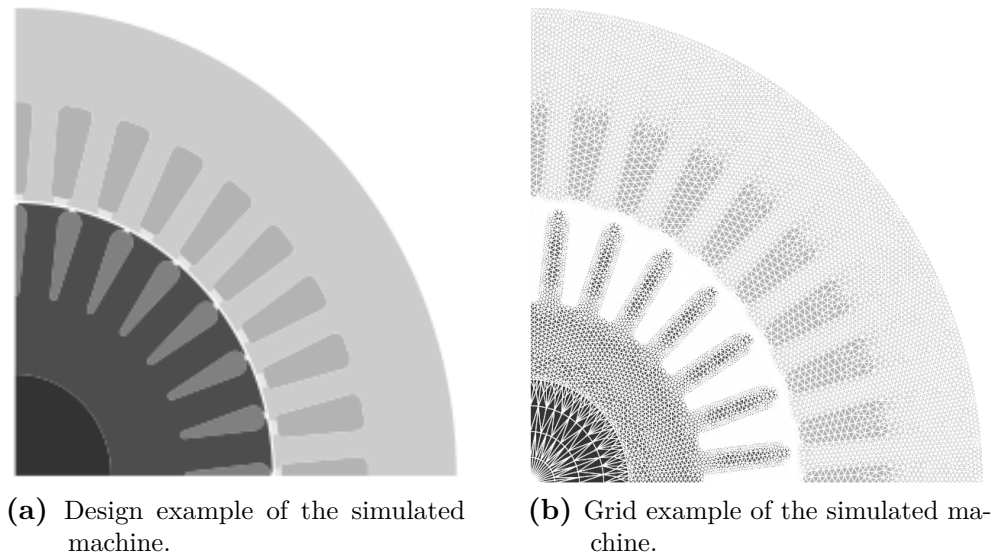 (a) Design example of the simulated
machine.
(b) Grid example of the simulated ma-
chine.